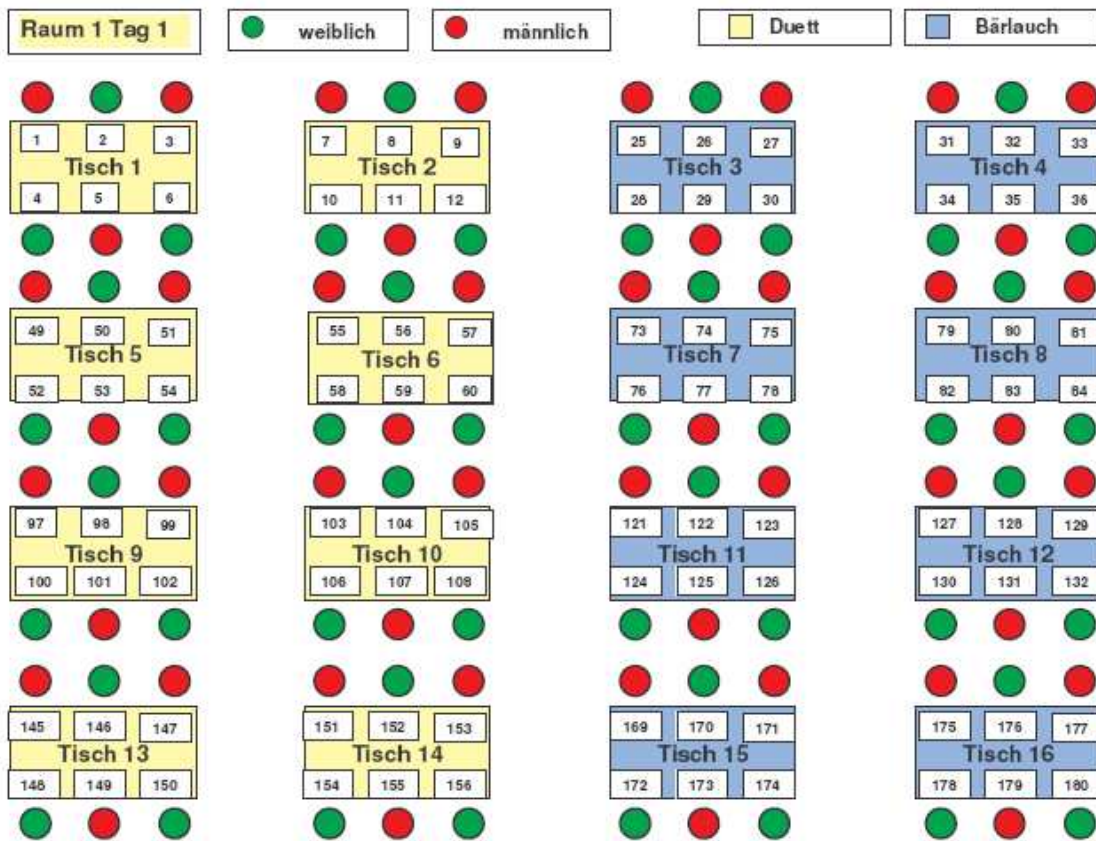 Raum 1 Tag 1 weiblich männlich Duett Bärlauch
1 2 3 7 8 9 25 26 27 31 32 33
Tisch 1 Tisch 2 Tisch 3 Tisch 4
4 5 6 10 11 12 28 29 30 34 35 36
49 50 51 55 56 57 73 74 75 79 80 81
Tisch 5 Tisch 6 Tisch 7 Tisch 8
52 53 54 58 59 60 76 77 78 82 83 84
97 98 99 103 104 105 121 122 123 127 128 129
Tisch 9 Tisch 10 Tisch 11 Tisch 12
100 101 102 106 107 108 124 125 126 130 131 132
145 146 147 151 152 153 169 170 171 175 176 177
Tisch 13 Tisch 14 Tisch 15 Tisch 16
148 149 150 154 155 156 172 173 174 178 179 180